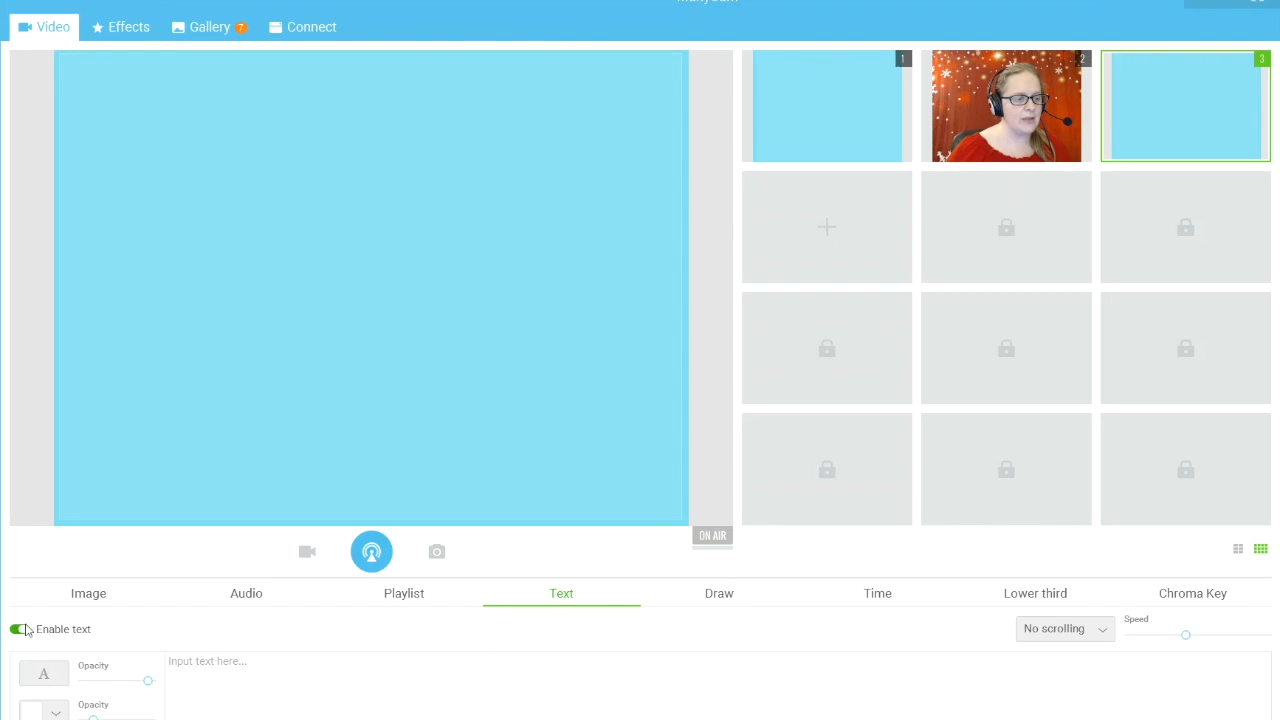 Video
Effects
Gallery 7
Connect
1
2
3
ON AIR
Image
Audio
Playlist
Text
Draw
Time
Lower third
Chroma Key
Enable text
No scrolling
Speed
A
Opacity
Input text here...
Opacity